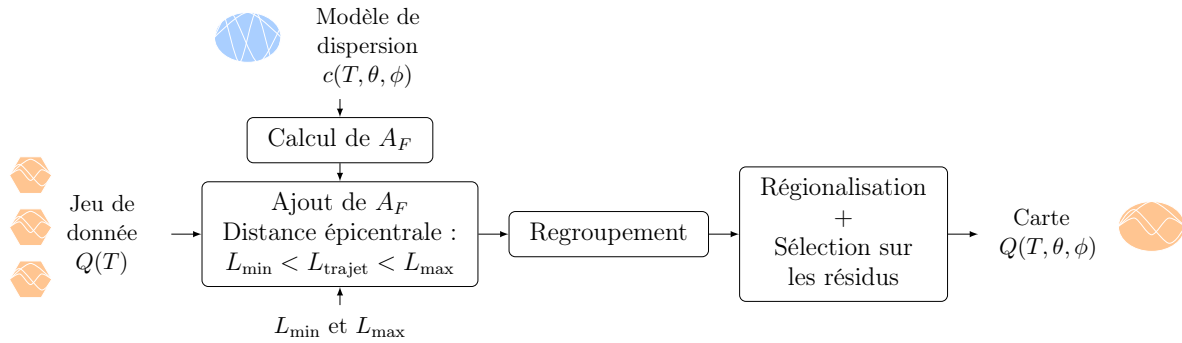 Modèle de
dispersion
c(T, θ, ϕ)
Calcul de A_F
Jeu de
donnée
Q(T)
Ajout de A_F
Distance épicentrale :
L_min < L_trajet < L_max
L_min et L_max
Regroupement
Régionalisation
+
Sélection sur
les résidus
Carte
Q(T, θ, ϕ)